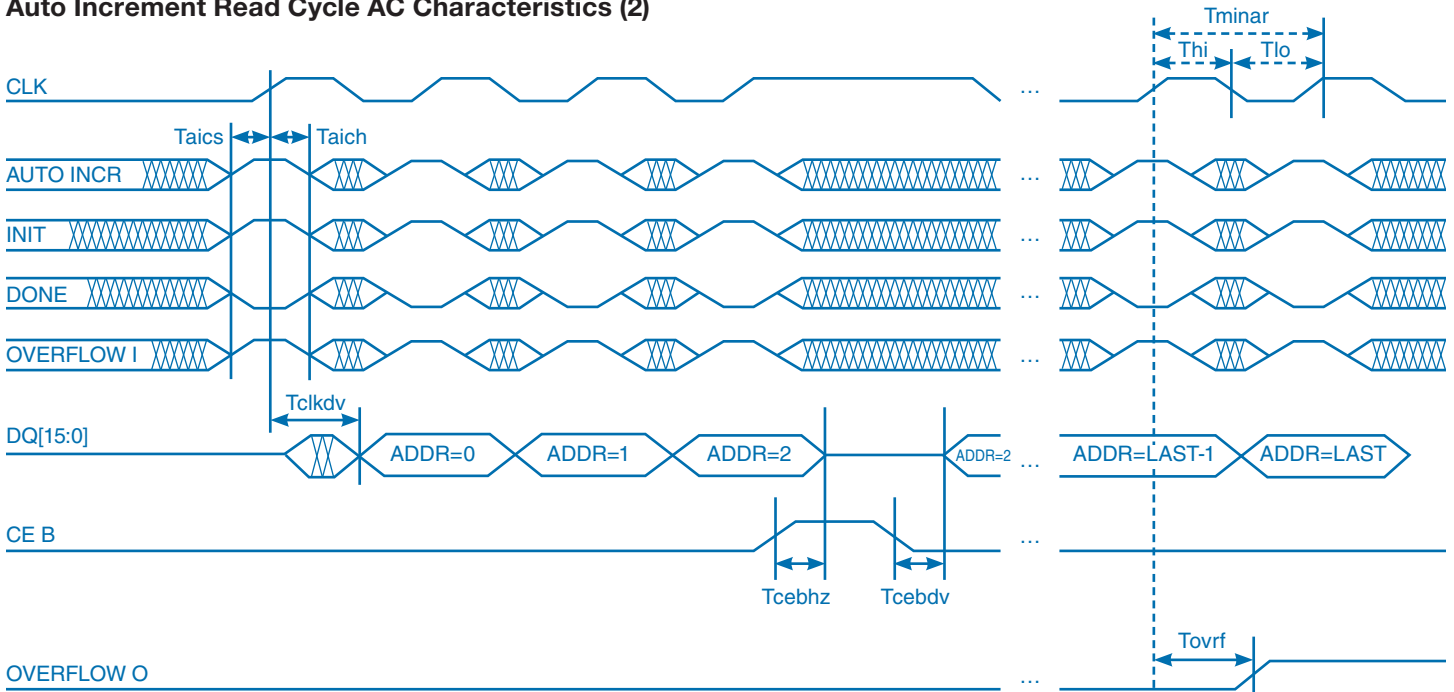 Auto Increment Read Cycle AC Characteristics (2)
Tminar
Thi Tlo
CLK ...
Taics Taich
AUTO INCR ...
INIT ...
DONE ...
OVERFLOW I ...
Tclkdv
DQ[15:0] ADDR=0 ADDR=1 ADDR=2 ADDR=2 ... ADDR=LAST-1 ADDR=LAST
CE B ...
Tcebhz Tcebdv
Tovrf
OVERFLOW O ...